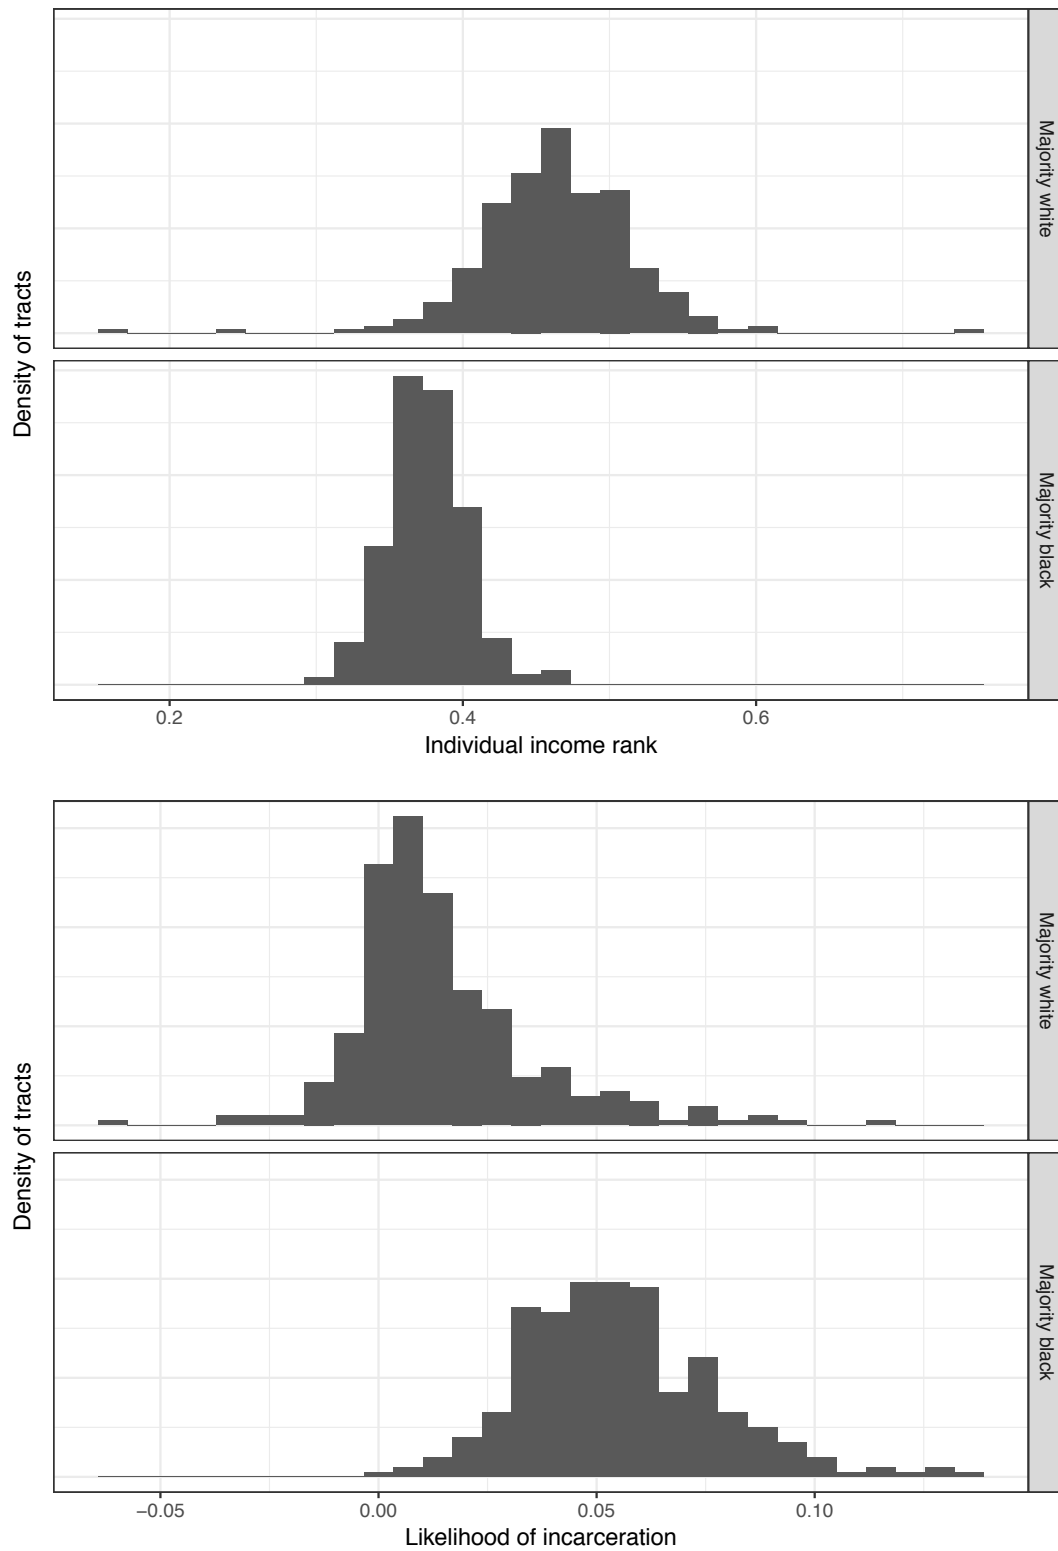 Density of tracts
Majority white
Majority black
0.2
0.4
0.6
Individual income rank
Density of tracts
Majority white
Majority black
−0.05
0.00
0.05
0.10
Likelihood of incarceration